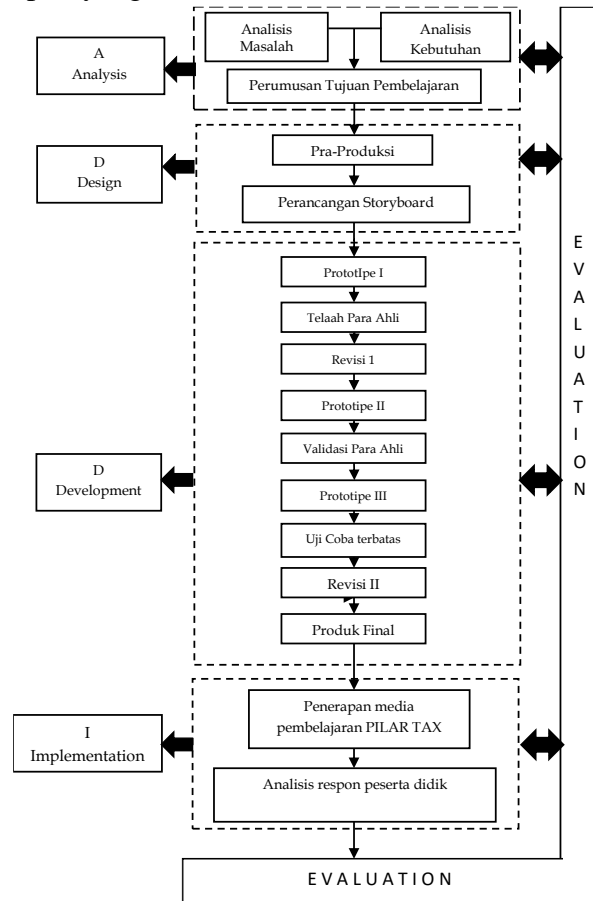 Analisis
Masalah
Analisis
Kebutuhan
A
Analysis
Perumusan Tujuan Pembelajaran
Pra-Produksi
D
Design
Perancangan Storyboard
PrototIpe I
Telaah Para Ahli
Revisi 1
Prototipe II
Validasi Para Ahli
D
Development
Prototipe III
Uji Coba terbatas
Revisi II
Produk Final
Penerapan media
pembelajaran PILAR TAX
I
Implementation
Analisis respon peserta didik
E
V
A
L
U
A
T
I
O
N
E V A L U A T I O N